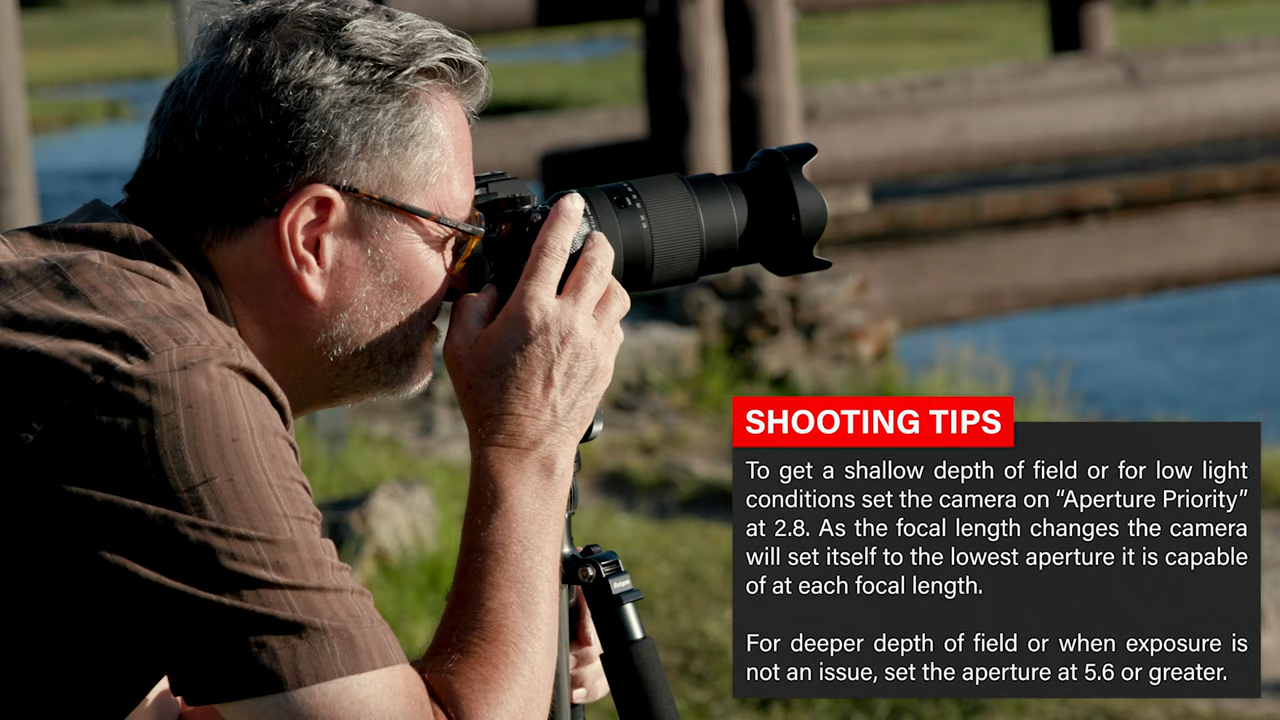 SHOOTING TIPS
To get a shallow depth of field or for low light
conditions set the camera on “Aperture Priority”
at 2.8. As the focal length changes the camera
will set itself to the lowest aperture it is capable
of at each focal length.
For deeper depth of field or when exposure is
not an issue, set the aperture at 5.6 or greater.